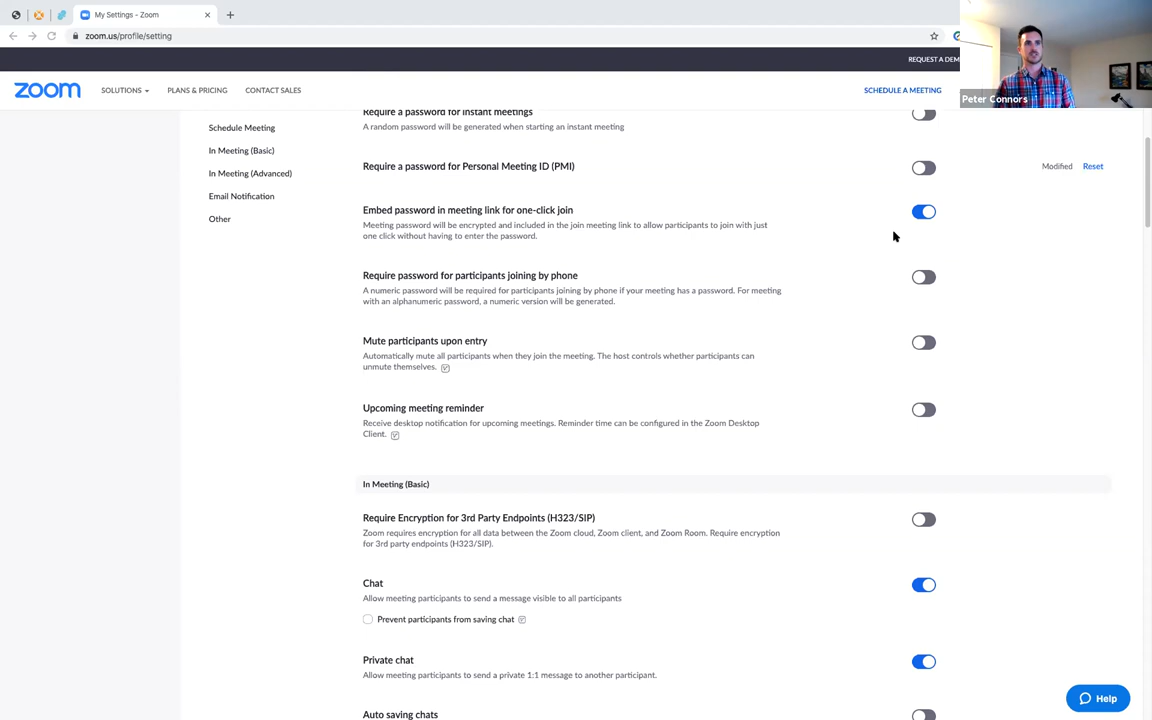 My Settings - Zoom
zoom.us/profile/setting
REQUEST A DEM
zoom
SOLUTIONS
PLANS & PRICING
CONTACT SALES
SCHEDULE A MEETING
Peter Connors
Schedule Meeting
In Meeting (Basic)
In Meeting (Advanced)
Email Notification
Other
Require a password for instant meetings
A random password will be generated when starting an instant meeting
Require a password for Personal Meeting ID (PMI)
Modified Reset
Embed password in meeting link for one-click join
Meeting password will be encrypted and included in the join meeting link to allow participants to join with just
one click without having to enter the password.
Require password for participants joining by phone
A numeric password will be required for participants joining by phone if your meeting has a password. For meeting
with an alphanumeric password, a numeric version will be generated.
Mute participants upon entry
Automatically mute all participants when they join the meeting. The host controls whether participants can
unmute themselves.
Upcoming meeting reminder
Receive desktop notification for upcoming meetings. Reminder time can be configured in the Zoom Desktop
Client.
In Meeting (Basic)
Require Encryption for 3rd Party Endpoints (H323/SIP)
Zoom requires encryption for all data between the Zoom cloud, Zoom client, and Zoom Room. Require encryption
for 3rd party endpoints (H323/SIP).
Chat
Allow meeting participants to send a message visible to all participants
Prevent participants from saving chat
Private chat
Allow meeting participants to send a private 1:1 message to another participant.
Auto saving chats
Help